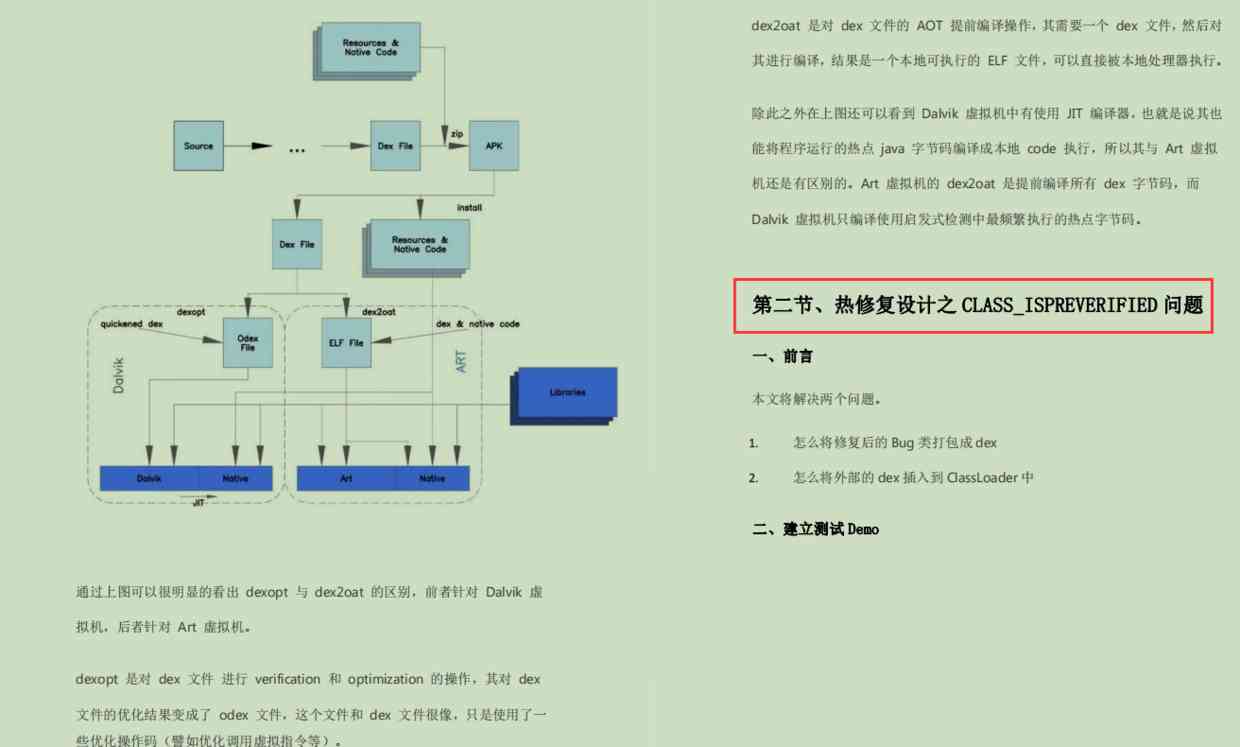 Resources &
Native Code
zip
Source
...
Dex File
APK
install
Dex File
Resources &
Native Code
dexopt
dex2oat
quickened dex
dex & native code
Odex
File
ELF File
Dalvik
ART
Libraries
Dalvik
Native
Art
Native
JIT
通过上图可以很明显的看出 dexopt 与 dex2oat 的区别，前者针对 Dalvik 虚
拟机，后者针对 Art 虚拟机。
dexopt 是对 dex 文件 进行 verification 和 optimization 的操作，其对 dex
文件的优化结果变成了 odex 文件，这个文件和 dex 文件很像，只是使用了一
些优化操作码（譬如优化调用虚拟指令等）。
dex2oat 是对 dex 文件的 AOT 提前编译操作，其需要一个 dex 文件，然后对
其进行编译，结果是一个本地可执行的 ELF 文件，可以直接被本地处理器执行。
除此之外在上图还可以看到 Dalvik 虚拟机中有使用 JIT 编译器，也就是说其也
能将程序运行的热点 java 字节码编译成本地 code 执行，所以其与 Art 虚拟
机还是有区别的。Art 虚拟机的 dex2oat 是提前编译所有 dex 字节码，而
Dalvik 虚拟机只编译使用启发式检测中最频繁执行的热点字节码。
第二节、热修复设计之 CLASS_ISPREVERIFIED 问题
一、前言
本文将解决两个问题。
1. 怎么将修复后的 Bug 类打包成 dex
2. 怎么将外部的 dex 插入到 ClassLoader 中
二、建立测试 Demo